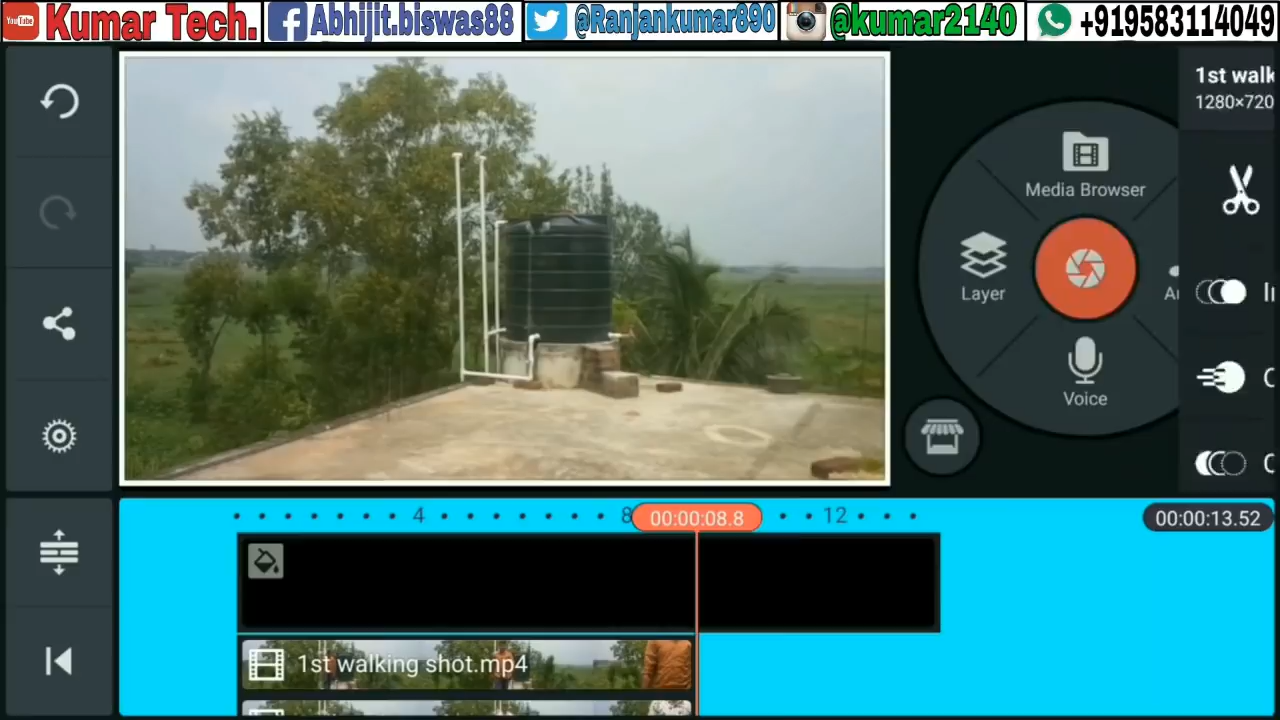 YouTube Kumar Tech. Abhijit.biswas88 @Ranjankumar890 @kumar2140 +919583114049
1st walk
1280×720
Media Browser
Layer
Voice
4
8
00:00:08.8
12
00:00:13.52
1st walking shot.mp4